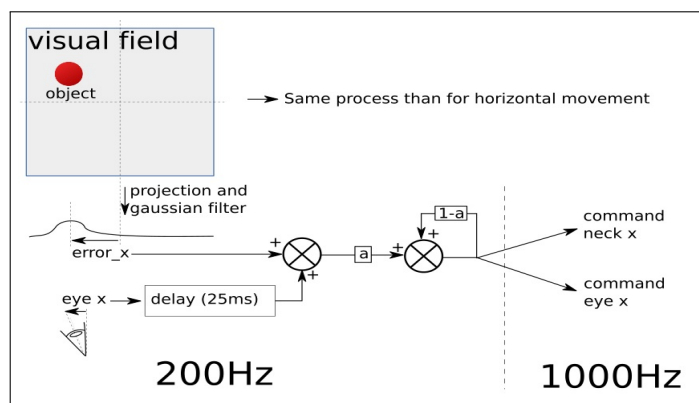 visual field
object
Same process than for horizontal movement
projection and
gaussian filter
error_x
+
+
a
+
+
1-a
command
neck x
command
eye x
eye x
delay (25ms)
200Hz
1000Hz